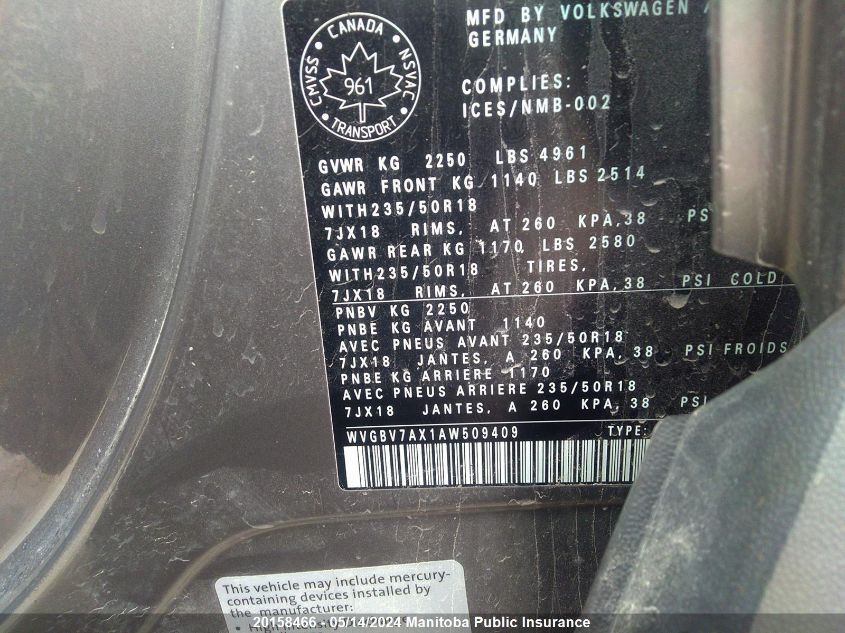 CANADA
CMVSS NSVAC
961
TRANSPORT
MFD BY VOLKSWAGEN
GERMANY
COMPLIES:
ICES/NMB-002
GVWR KG 2250 LBS 4961
GAWR FRONT KG 1140 LBS 2514
WITH235/50R18
7JX18 RIMS, AT 260 KPA,38 PS
GAWR REAR KG 1170, LBS 2580
WITH235/50R18 TIRES,
7JX18 RIMS, AT 260 KPA,38 PSI COLD
PNBV KG 2250
PNBE KG AVANT 1140
AVEC PNEUS AVANT 235/50R18
7JX18 JANTES, A 260 KPA, 38 PSI FROIDS
PNBE KG ARRIERE 1170
AVEC PNEUS ARRIERE 235/50R18
7JX18 JANTES, A 260 KPA, 38 PSI
WVGBV7AX1AW509409 TYPE:
This vehicle may include mercury-
containing devices installed by
the manufacturer:
20158466 • 05/14/2024 Manitoba Public Insurance